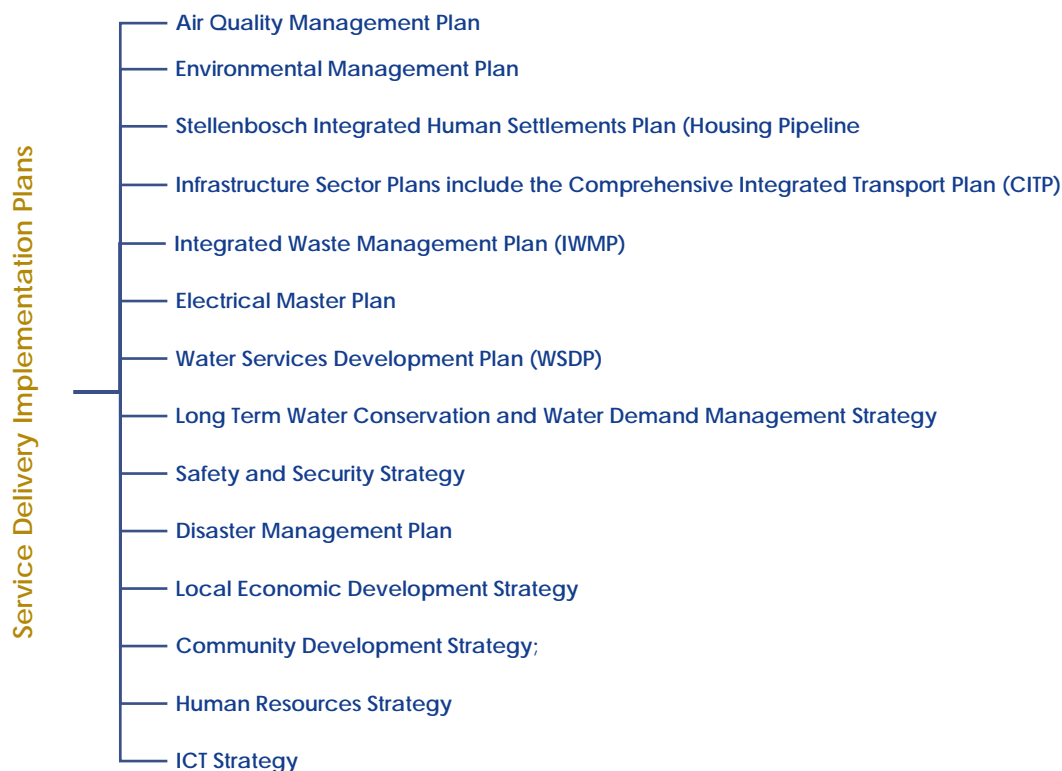 Service Delivery Implementation Plans
Air Quality Management Plan
Environmental Management Plan
Stellenbosch Integrated Human Settlements Plan (Housing Pipeline
Infrastructure Sector Plans include the Comprehensive Integrated Transport Plan (CITP)
Integrated Waste Management Plan (IWMP)
Electrical Master Plan
Water Services Development Plan (WSDP)
Long Term Water Conservation and Water Demand Management Strategy
Safety and Security Strategy
Disaster Management Plan
Local Economic Development Strategy
Community Development Strategy;
Human Resources Strategy
ICT Strategy